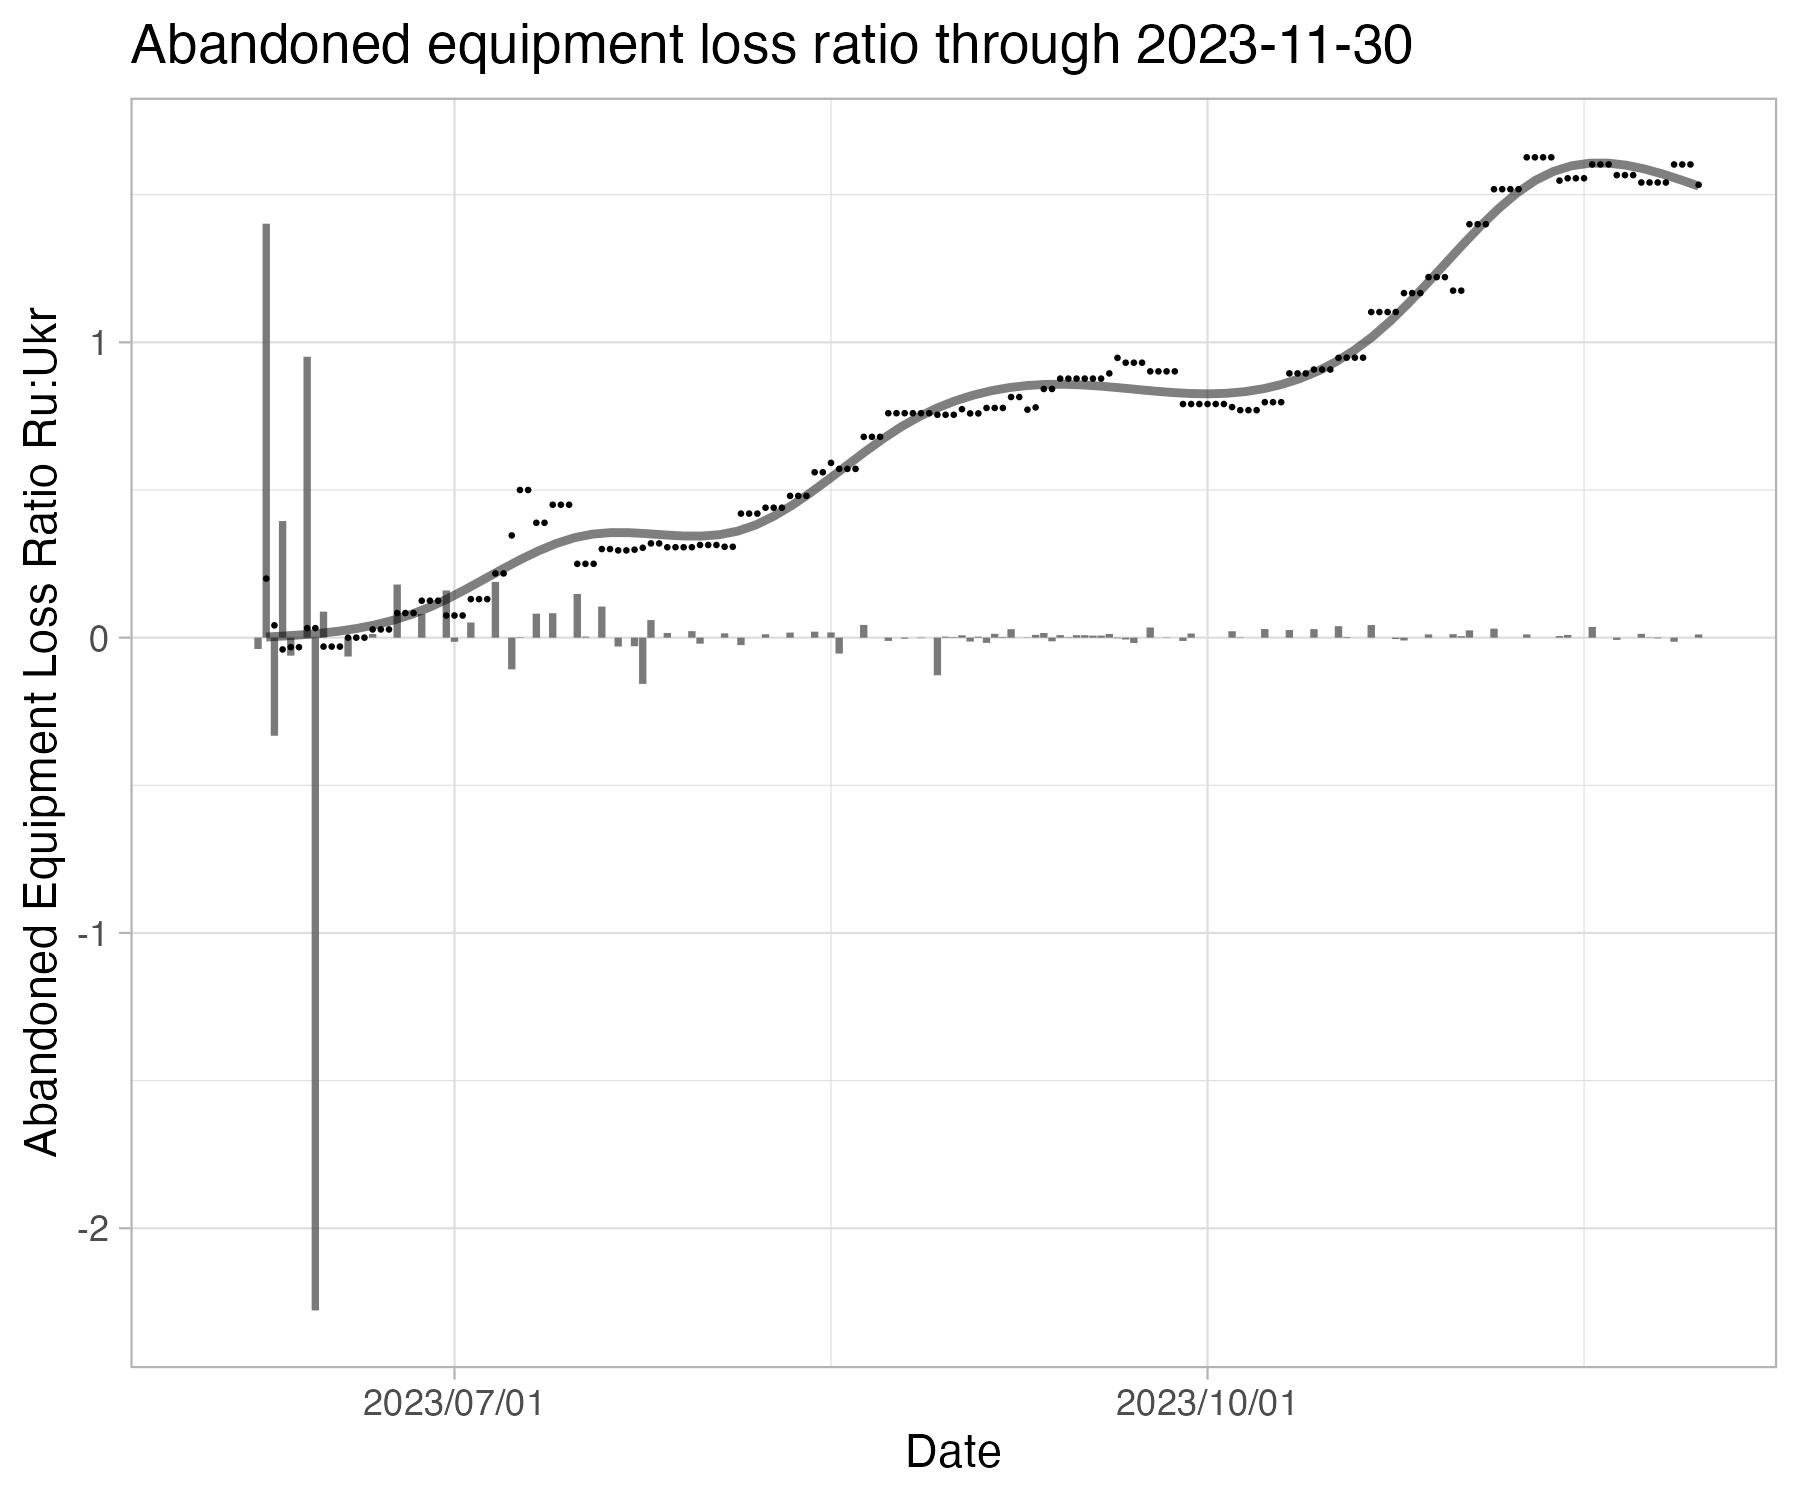 Abandoned equipment loss ratio through 2023-11-30
Abandoned Equipment Loss Ratio Ru:Ukr
1
0
-1
-2
2023/07/01
2023/10/01
Date